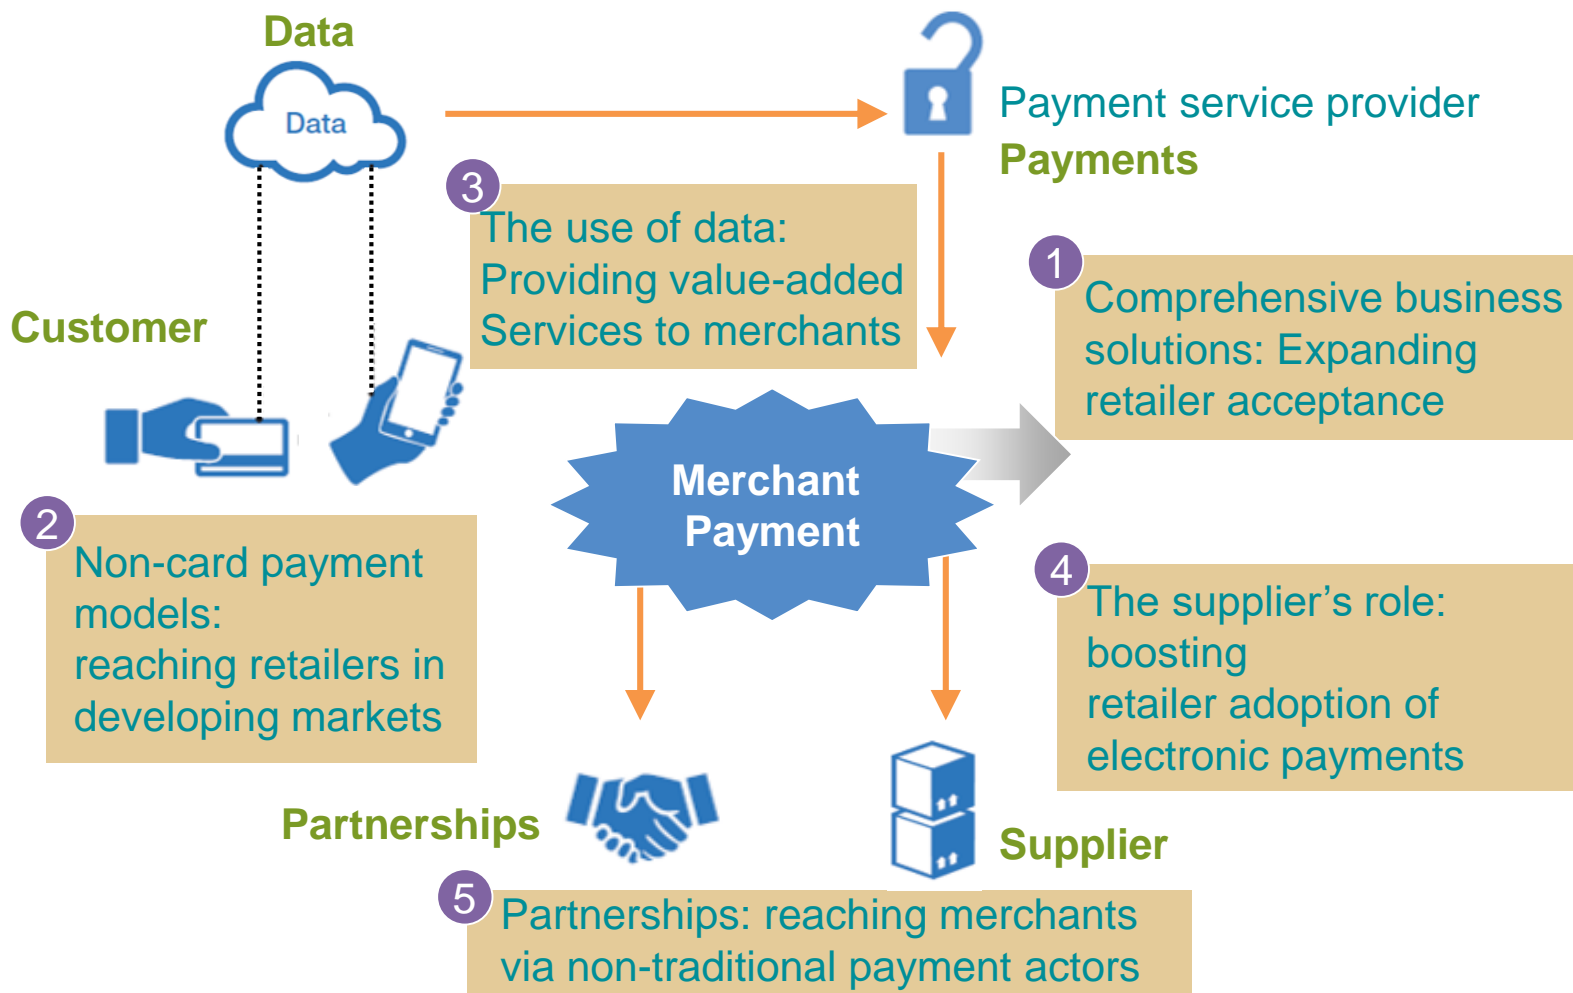 Data
Data
Payment service provider
Payments
3
The use of data:
Providing value-added
Services to merchants
1
Comprehensive business
solutions: Expanding
retailer acceptance
Customer
Merchant
Payment
2
Non-card payment
models:
reaching retailers in
developing markets
4
The supplier’s role:
boosting
retailer adoption of
electronic payments
Partnerships
Supplier
5
Partnerships: reaching merchants
via non-traditional payment actors